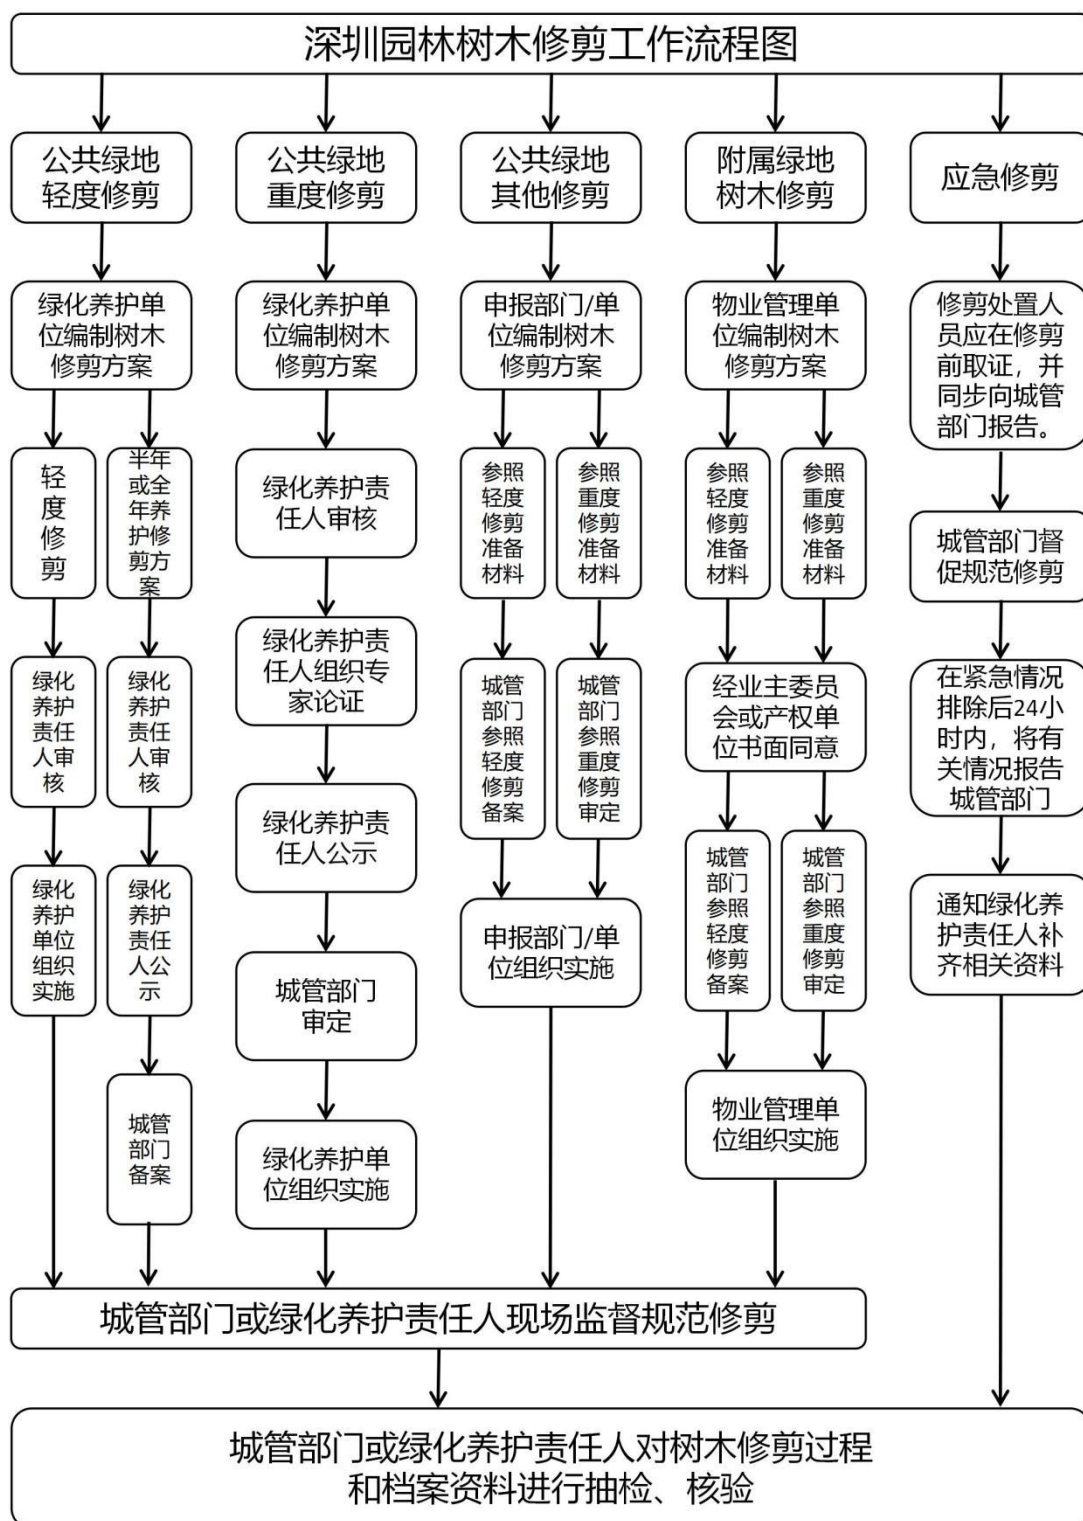 深圳园林树木修剪工作流程图
公共绿地
轻度修剪
公共绿地
重度修剪
公共绿地
其他修剪
附属绿地
树木修剪
应急修剪
绿化养护单
位编制树木
修剪方案
绿化养护单
位编制树木
修剪方案
申报部门/单
位编制树木
修剪方案
物业管理单
位编制树木
修剪方案
修剪处置人
员应在修剪
前取证，并
同步向城管
部门报告。
轻
度
修
剪
半年
或全
年养
护修
剪方
案
绿化养护责
任人审核
参照
轻度
修剪
准备
材料
参照
重度
修剪
准备
材料
参照
轻度
修剪
准备
材料
参照
重度
修剪
准备
材料
城管部门督
促规范修剪
绿化
养护
责任
人审
核
绿化
养护
责任
人审
核
绿化养护责
任人组织专
家论证
城管
部门
参照
轻度
修剪
备案
城管
部门
参照
重度
修剪
审定
经业主委员
会或产权单
位书面同意
在紧急情况
排除后24小
时内，将有
关情况报告
城管部门
绿化养护责
任人公示
绿化
养护
单位
组织
实施
绿化
养护
责任
人公
示
申报部门/单
位组织实施
城管
部门
参照
轻度
修剪
备案
城管
部门
参照
重度
修剪
审定
通知绿化养
护责任人补
齐相关资料
城管部门
审定
城管
部门
备案
绿化养护单
位组织实施
物业管理单
位组织实施
城管部门或绿化养护责任人现场监督规范修剪
城管部门或绿化养护责任人对树木修剪过程
和档案资料进行抽检、核验